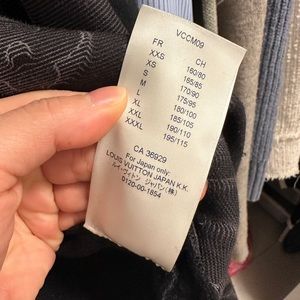 VCCM09
FR CH
XXS 160/80
XS 165/85
S 165/85
M 170/90
L 175/95
XL 180/100
XXL 185/105
XXXL 190/110
195/115
CA 36929
For Japan only:
LOUIS VUITTON JAPAN K.K.
ルイ・ヴィトン ジャパン(株)
0120-00-1854